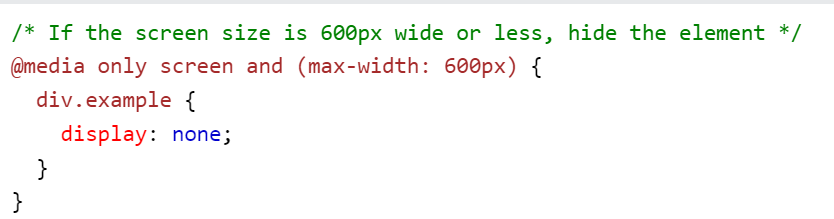 /* If the screen size is 600px wide or less, hide the element */
@media only screen and (max-width: 600px) {
  div.example {
    display: none;
  }
}